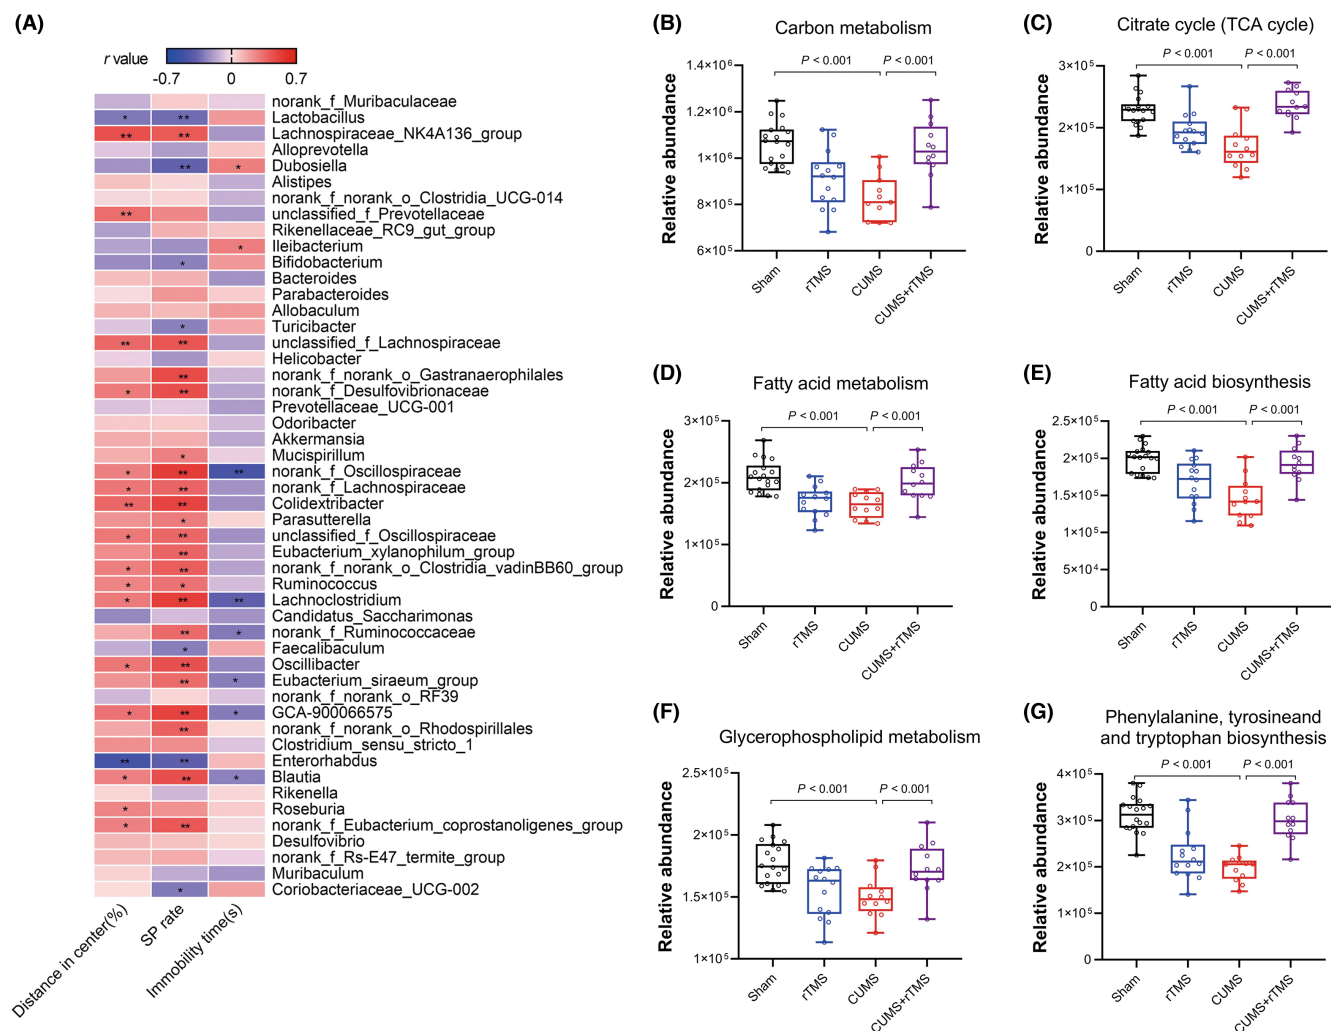 (A)
r value
-0.7 0 0.7
norank_f_Muribaculaceae
* ** Lactobacillus
** ** Lachnospiraceae_NK4A136_group
Alloprevotella
** * Dubosiella
Alistipes
norank_f_norank_o_Clostridia_UCG-014
** unclassified_f_Prevotellaceae
Rikenellaceae_RC9_gut_group
* Ileibacterium
* Bifidobacterium
Bacteroides
Parabacteroides
Allobaculum
* Turicibacter
** ** unclassified_f_Lachnospiraceae
Helicobacter
** norank_f_norank_o_Gastranaerophilales
* ** norank_f_Desulfovibrionaceae
Prevotellaceae_UCG-001
Odoribacter
Akkermansia
* Mucispirillum
* ** ** norank_f_Oscillospiraceae
* ** norank_f_Lachnospiraceae
** ** Colidextribacter
* Parasutterella
* ** unclassified_f_Oscillospiraceae
** Eubacterium_xylanophilum_group
* ** norank_f_norank_o_Clostridia_vadinBB60_group
* * Ruminococcus
* ** ** Lachnoclostridium
Candidatus_Saccharimonas
** * norank_f_Ruminococcaceae
* Faecalibaculum
* ** Oscillibacter
** * Eubacterium_siraeum_group
norank_f_norank_o_RF39
* ** * GCA-900066575
** norank_f_norank_o_Rhodospirillales
Clostridium_sensu_stricto_1
** ** Enterorhabdus
* ** * Blautia
Rikenella
* Roseburia
* ** norank_f_Eubacterium_coprostanoligenes_group
Desulfovibrio
norank_f_Rs-E47_termite_group
Muribaculum
* Coriobacteriaceae_UCG-002
Distance in center(%)
SP rate
Immobility time(s)
(B)
Carbon metabolism
P < 0.001 P < 0.001
Relative abundance
1.4×10⁶
1.2×10⁶
1×10⁶
8×10⁵
6×10⁵
Sham rTMS CUMS CUMS+rTMS
(C)
Citrate cycle (TCA cycle)
P < 0.001 P < 0.001
Relative abundance
3×10⁵
2×10⁵
1×10⁵
0
Sham rTMS CUMS CUMS+rTMS
(D)
Fatty acid metabolism
P < 0.001 P < 0.001
Relative abundance
3×10⁵
2×10⁵
1×10⁵
0
Sham rTMS CUMS CUMS+rTMS
(E)
Fatty acid biosynthesis
P < 0.001 P < 0.001
Relative abundance
2.5×10⁵
2×10⁵
1.5×10⁵
1×10⁵
5×10⁴
0
Sham rTMS CUMS CUMS+rTMS
(F)
Glycerophospholipid metabolism
P < 0.001 P < 0.001
Relative abundance
2.5×10⁵
2×10⁵
1.5×10⁵
1×10⁵
Sham rTMS CUMS CUMS+rTMS
(G)
Phenylalanine, tyrosineand
and tryptophan biosynthesis
P < 0.001 P < 0.001
Relative abundance
4×10⁵
3×10⁵
2×10⁵
1×10⁵
0
Sham rTMS CUMS CUMS+rTMS